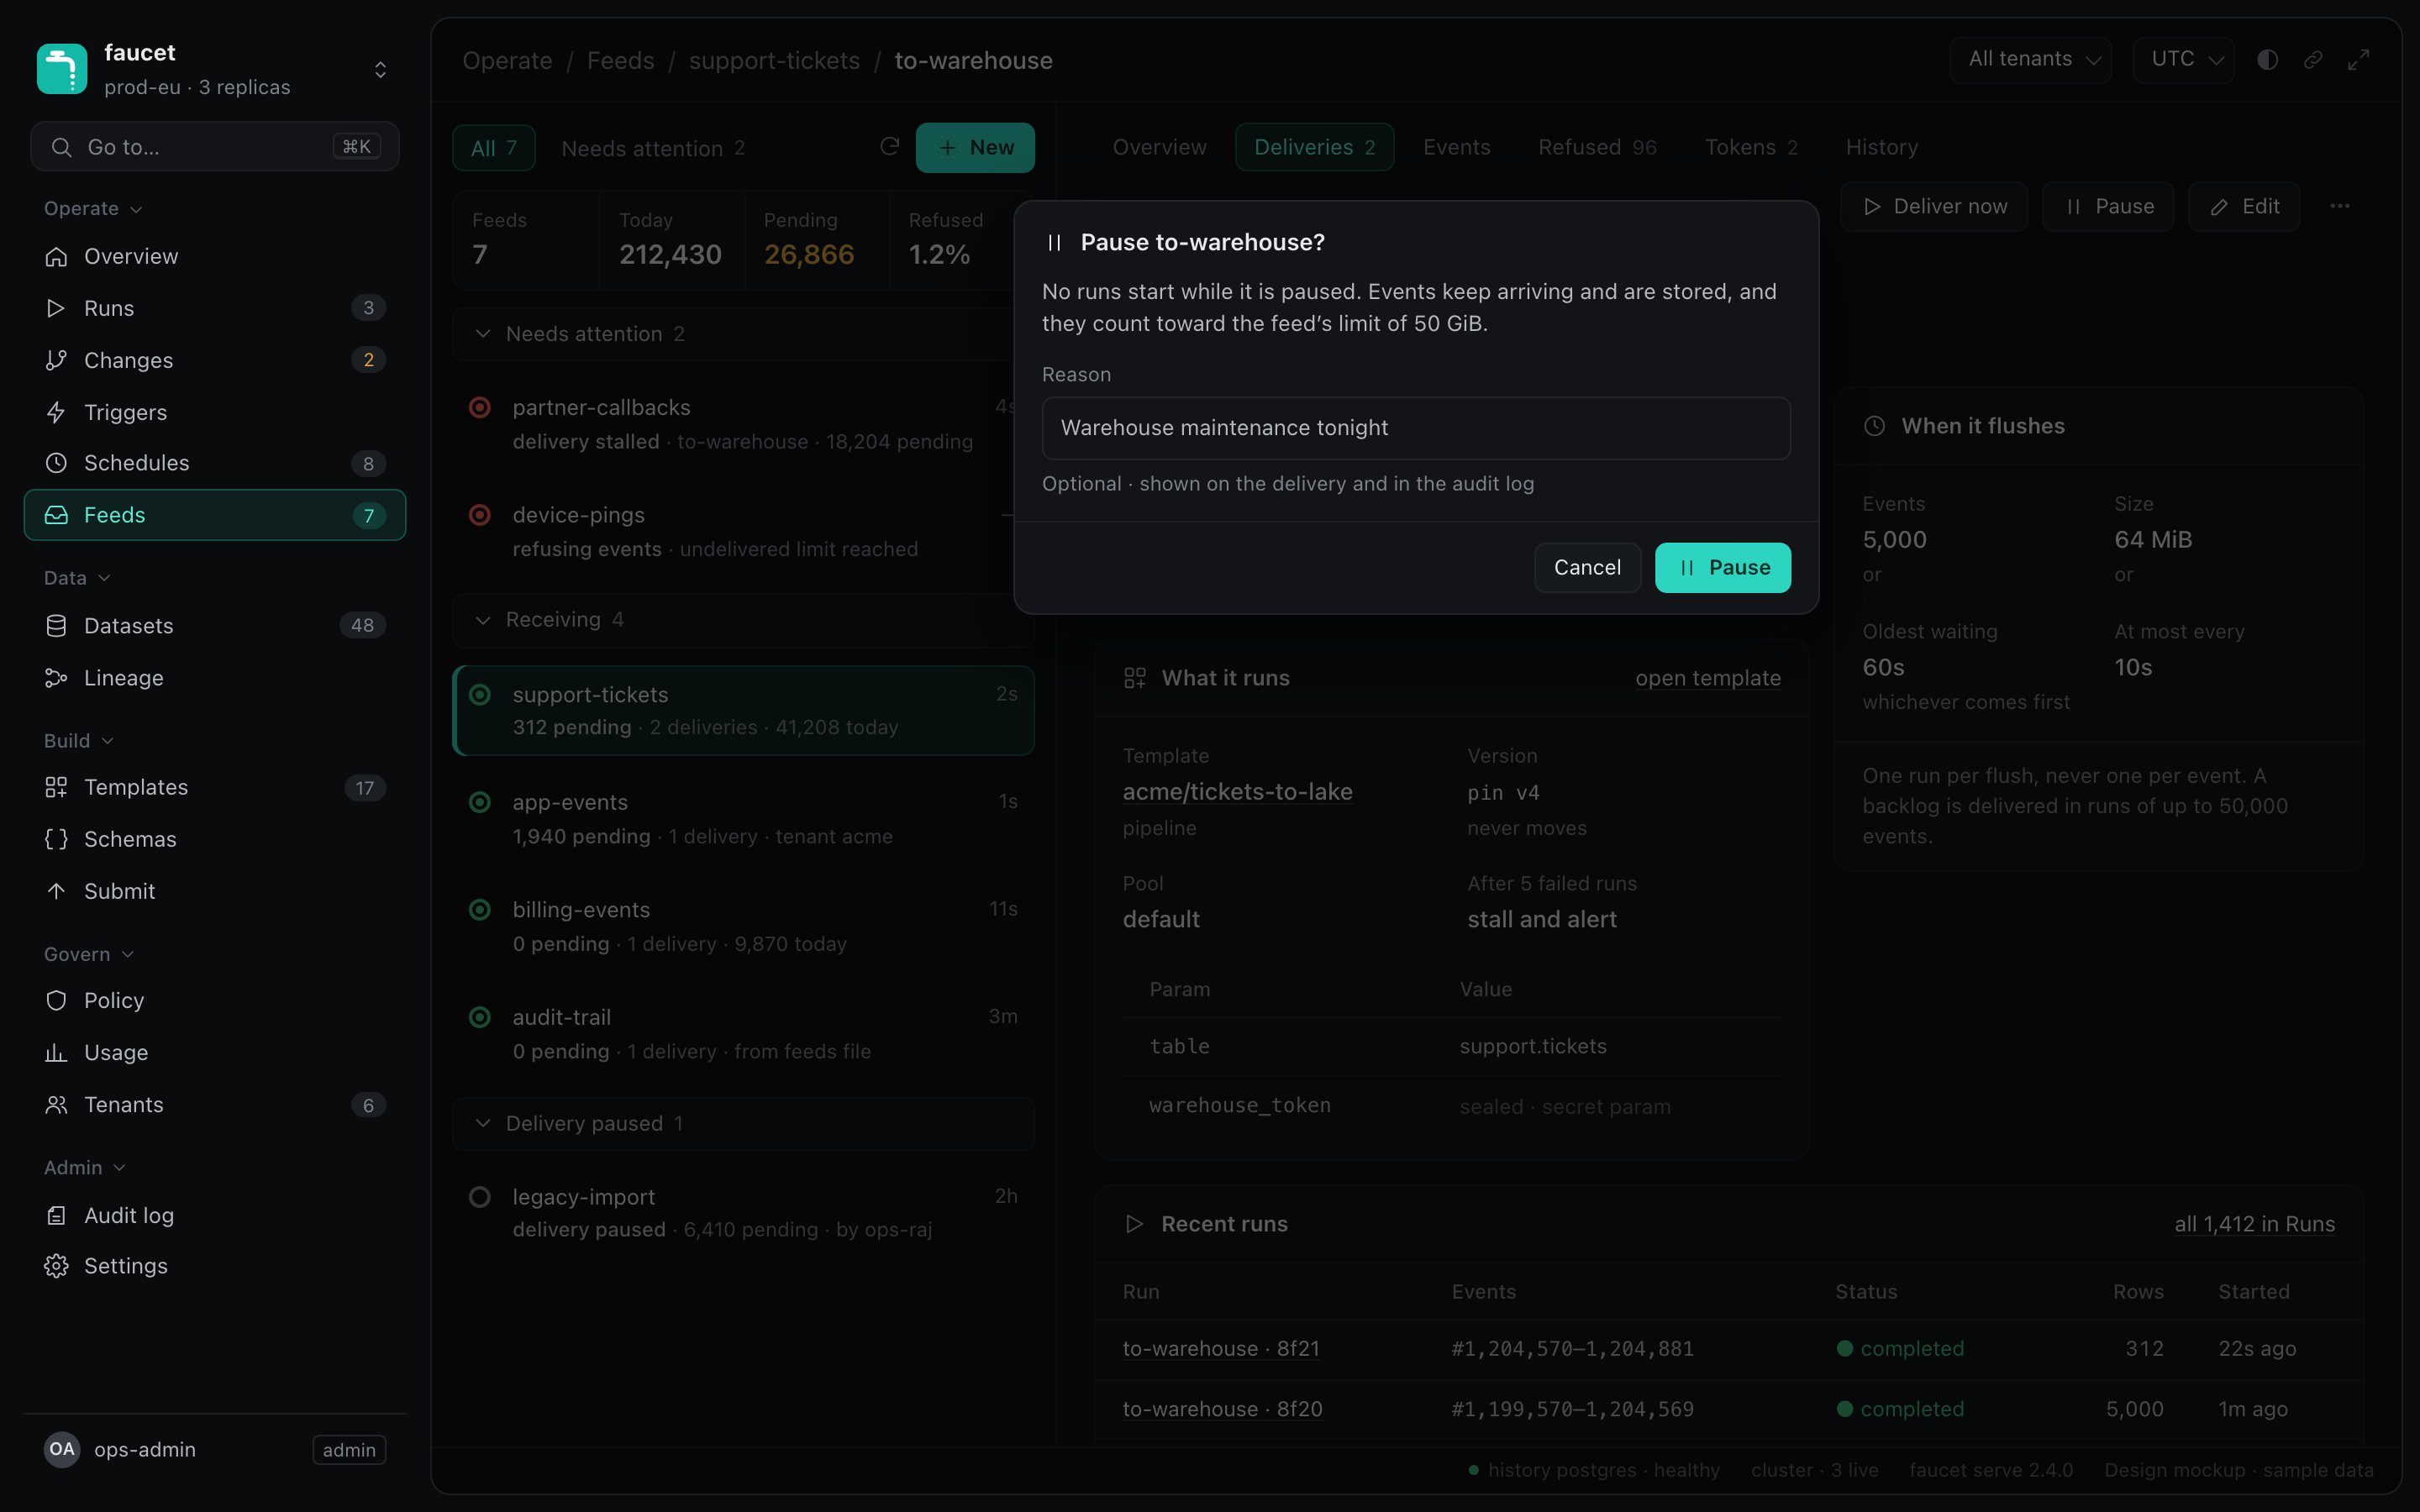 faucet
prod-eu · 3 replicas
Go to...
⌘K
Operate
Overview
Runs 3
Changes 2
Triggers
Schedules 8
Feeds 7
Data
Datasets 48
Lineage
Build
Templates 17
Schemas
Submit
Govern
Policy
Usage
Tenants 6
Admin
Audit log
Settings
OA ops-admin admin
Operate / Feeds / support-tickets / to-warehouse
All tenants
UTC
All 7
Needs attention 2
New
Feeds
7
Today
212,430
Pending
26,866
Refused
1.2%
Needs attention 2
partner-callbacks
delivery stalled · to-warehouse · 18,204 pending
device-pings
refusing events · undelivered limit reached
Receiving 4
support-tickets 2s
312 pending · 2 deliveries · 41,208 today
app-events 1s
1,940 pending · 1 delivery · tenant acme
billing-events 11s
0 pending · 1 delivery · 9,870 today
audit-trail 3m
0 pending · 1 delivery · from feeds file
Delivery paused 1
legacy-import 2h
delivery paused · 6,410 pending · by ops-raj
Overview
Deliveries 2
Events
Refused 96
Tokens 2
History
Deliver now
Pause
Edit
Pause to-warehouse?
No runs start while it is paused. Events keep arriving and are stored, and
they count toward the feed’s limit of 50 GiB.
Reason
Warehouse maintenance tonight
Optional · shown on the delivery and in the audit log
Cancel
Pause
When it flushes
Events
5,000
or
Size
64 MiB
or
Oldest waiting
60s
whichever comes first
At most every
10s
One run per flush, never one per event. A
backlog is delivered in runs of up to 50,000
events.
What it runs
open template
Template
acme/tickets-to-lake
pipeline
Version
pin v4
never moves
Pool
default
After 5 failed runs
stall and alert
Param Value
table support.tickets
warehouse_token sealed · secret param
Recent runs
all 1,412 in Runs
Run Events Status Rows Started
to-warehouse · 8f21 #1,204,570–1,204,881 completed 312 22s ago
to-warehouse · 8f20 #1,199,570–1,204,569 completed 5,000 1m ago
history postgres · healthy
cluster · 3 live
faucet serve 2.4.0
Design mockup · sample data